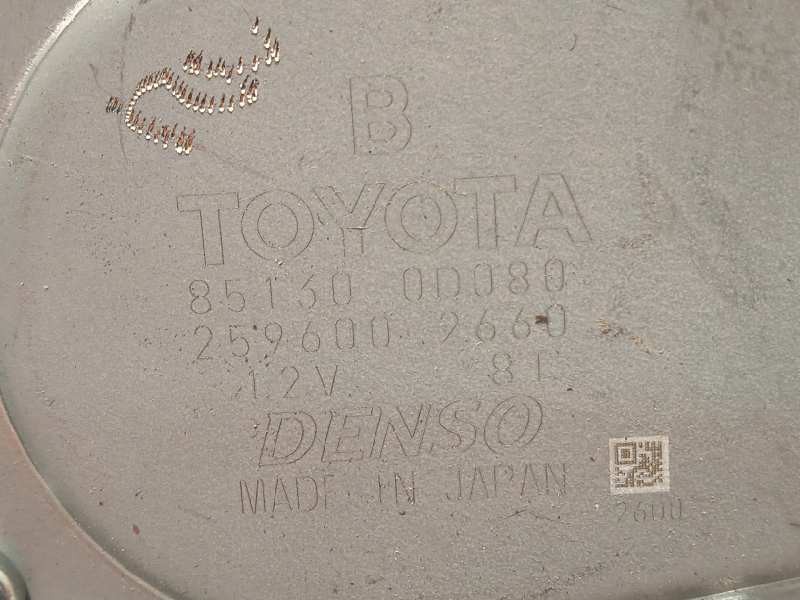 B
TOYOTA
85130 0D080
259600 2660
12V 8L
DENSO
MADE IN JAPAN
2600